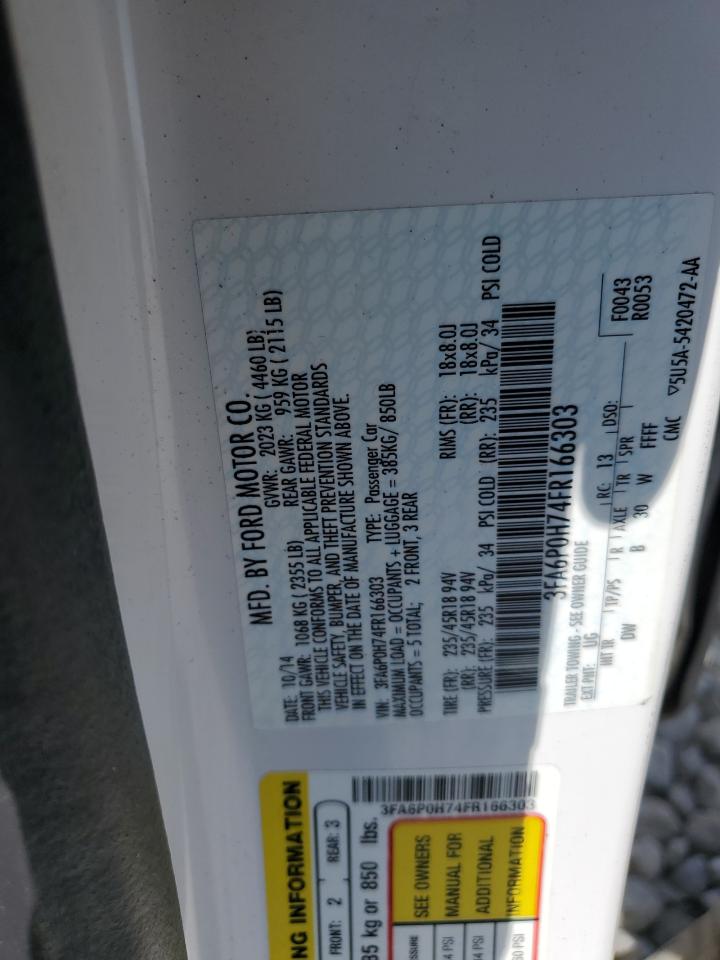 MFD. BY FORD MOTOR CO.
DATE: 10/14 GVWR: 2023 KG ( 4460 LB)
FRONT GAWR: 1068 KG ( 2355 LB) REAR GAWR: 959 KG ( 2115 LB)
THIS VEHICLE CONFORMS TO ALL APPLICABLE FEDERAL MOTOR
VEHICLE SAFETY, BUMPER, AND THEFT PREVENTION STANDARDS
IN EFFECT ON THE DATE OF MANUFACTURE SHOWN ABOVE.
VIN: 3FA6P0H74FR166303 TYPE: Passenger Car
MAXIMUM LOAD = OCCUPANTS + LUGGAGE = 385KG/ 850LB
OCCUPANTS = 5 TOTAL; 2 FRONT, 3 REAR
TIRE (FR): 235/45R18 94V RIMS (FR): 18x8.0J
(RR): 235/45R18 94V (RR): 18x8.0J
PRESSURE (FR): 235 kPa/ 34 PSI COLD (RR): 235 kPa/ 34 PSI COLD
3FA6P0H74FR166303
TRAILER TOWING - SEE OWNER GUIDE F0043
EXT PNT: UG RC: 13 DSO: R0053
INT TR TP/PS R AXLE TR SPR
DW B 30 W FFFF
CMC ▽5U5A-5420472-AA
NG INFORMATION
FRONT: 2 REAR: 3
85 kg or 850 lbs.
3FA6P0H74FR166303
SEE OWNERS
MANUAL FOR
ADDITIONAL
INFORMATION
4 PSI
60 PSI